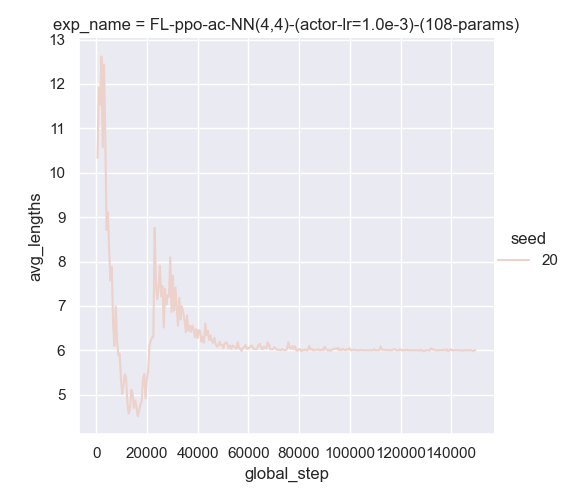 exp_name = FL-ppo-ac-NN(4,4)-(actor-lr=1.0e-3)-(108-params)
13
12
11
10
9
8
7
6
5
avg_lengths
0 20000 40000 60000 80000 100000 120000 140000
global_step
seed
20